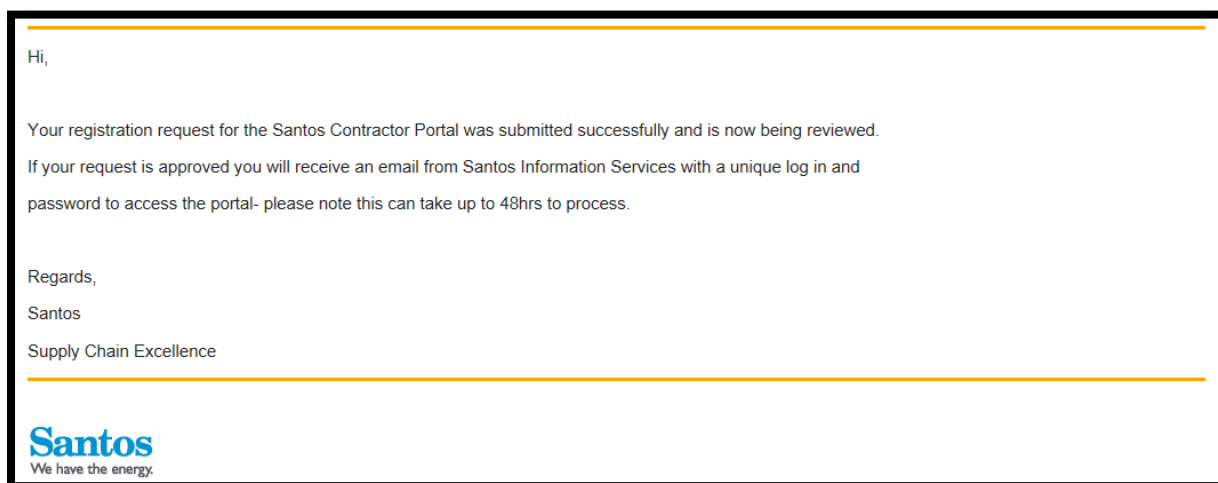 Hi,
Your registration request for the Santos Contractor Portal was submitted successfully and is now being reviewed.
If your request is approved you will receive an email from Santos Information Services with a unique log in and
password to access the portal- please note this can take up to 48hrs to process.
Regards,
Santos
Supply Chain Excellence
Santos
We have the energy.